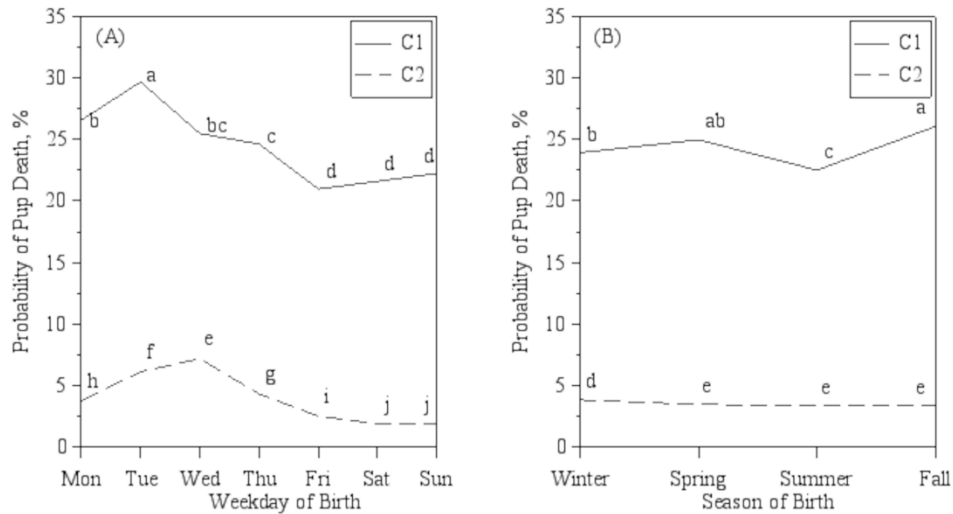 (A)
C1
C2
Probability of Pup Death, %
35
30
25
20
15
10
5
0
b
a
bc
c
d
d
d
h
f
e
g
i
j
j
Mon Tue Wed Thu Fri Sat Sun
Weekday of Birth
(B)
C1
C2
Probability of Pup Death, %
35
30
25
20
15
10
5
0
b
ab
c
a
d
e
e
e
Winter Spring Summer Fall
Season of Birth